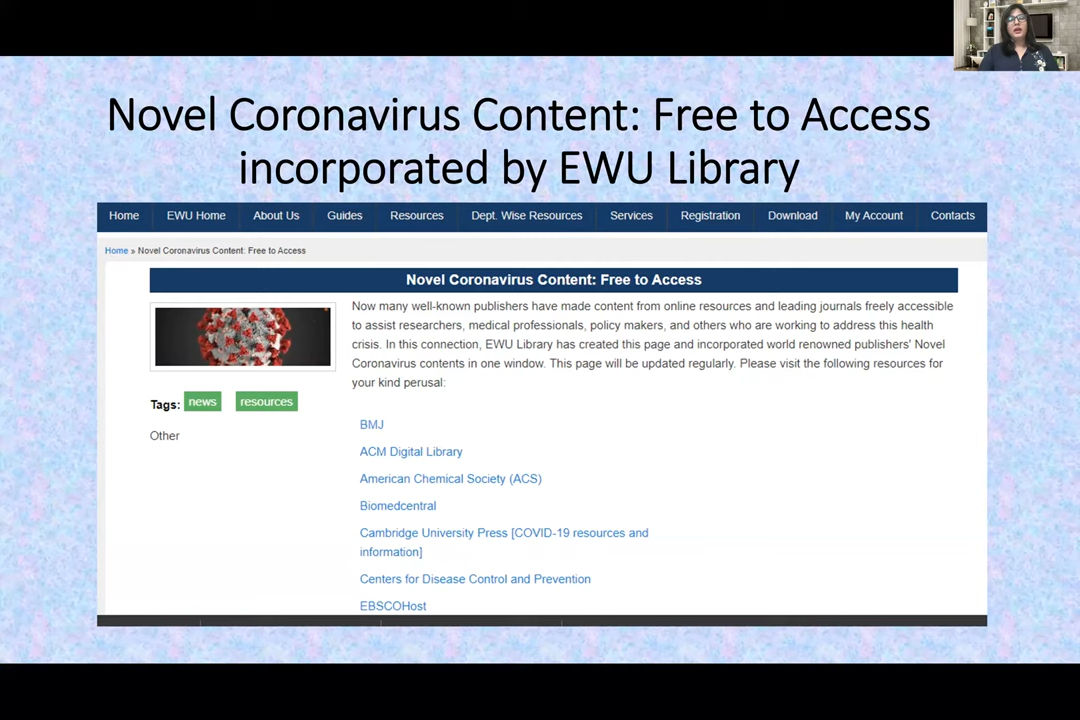 Novel Coronavirus Content: Free to Access
incorporated by EWU Library
Home EWU Home About Us Guides Resources Dept. Wise Resources Services Registration Download My Account Contacts
Home » Novel Coronavirus Content: Free to Access
Novel Coronavirus Content: Free to Access
Now many well-known publishers have made content from online resources and leading journals freely accessible
to assist researchers, medical professionals, policy makers, and others who are working to address this health
crisis. In this connection, EWU Library has created this page and incorporated world renowned publishers' Novel
Coronavirus contents in one window. This page will be updated regularly. Please visit the following resources for
your kind perusal:
Tags: news resources
Other
BMJ
ACM Digital Library
American Chemical Society (ACS)
Biomedcentral
Cambridge University Press [COVID-19 resources and
information]
Centers for Disease Control and Prevention
EBSCOHost